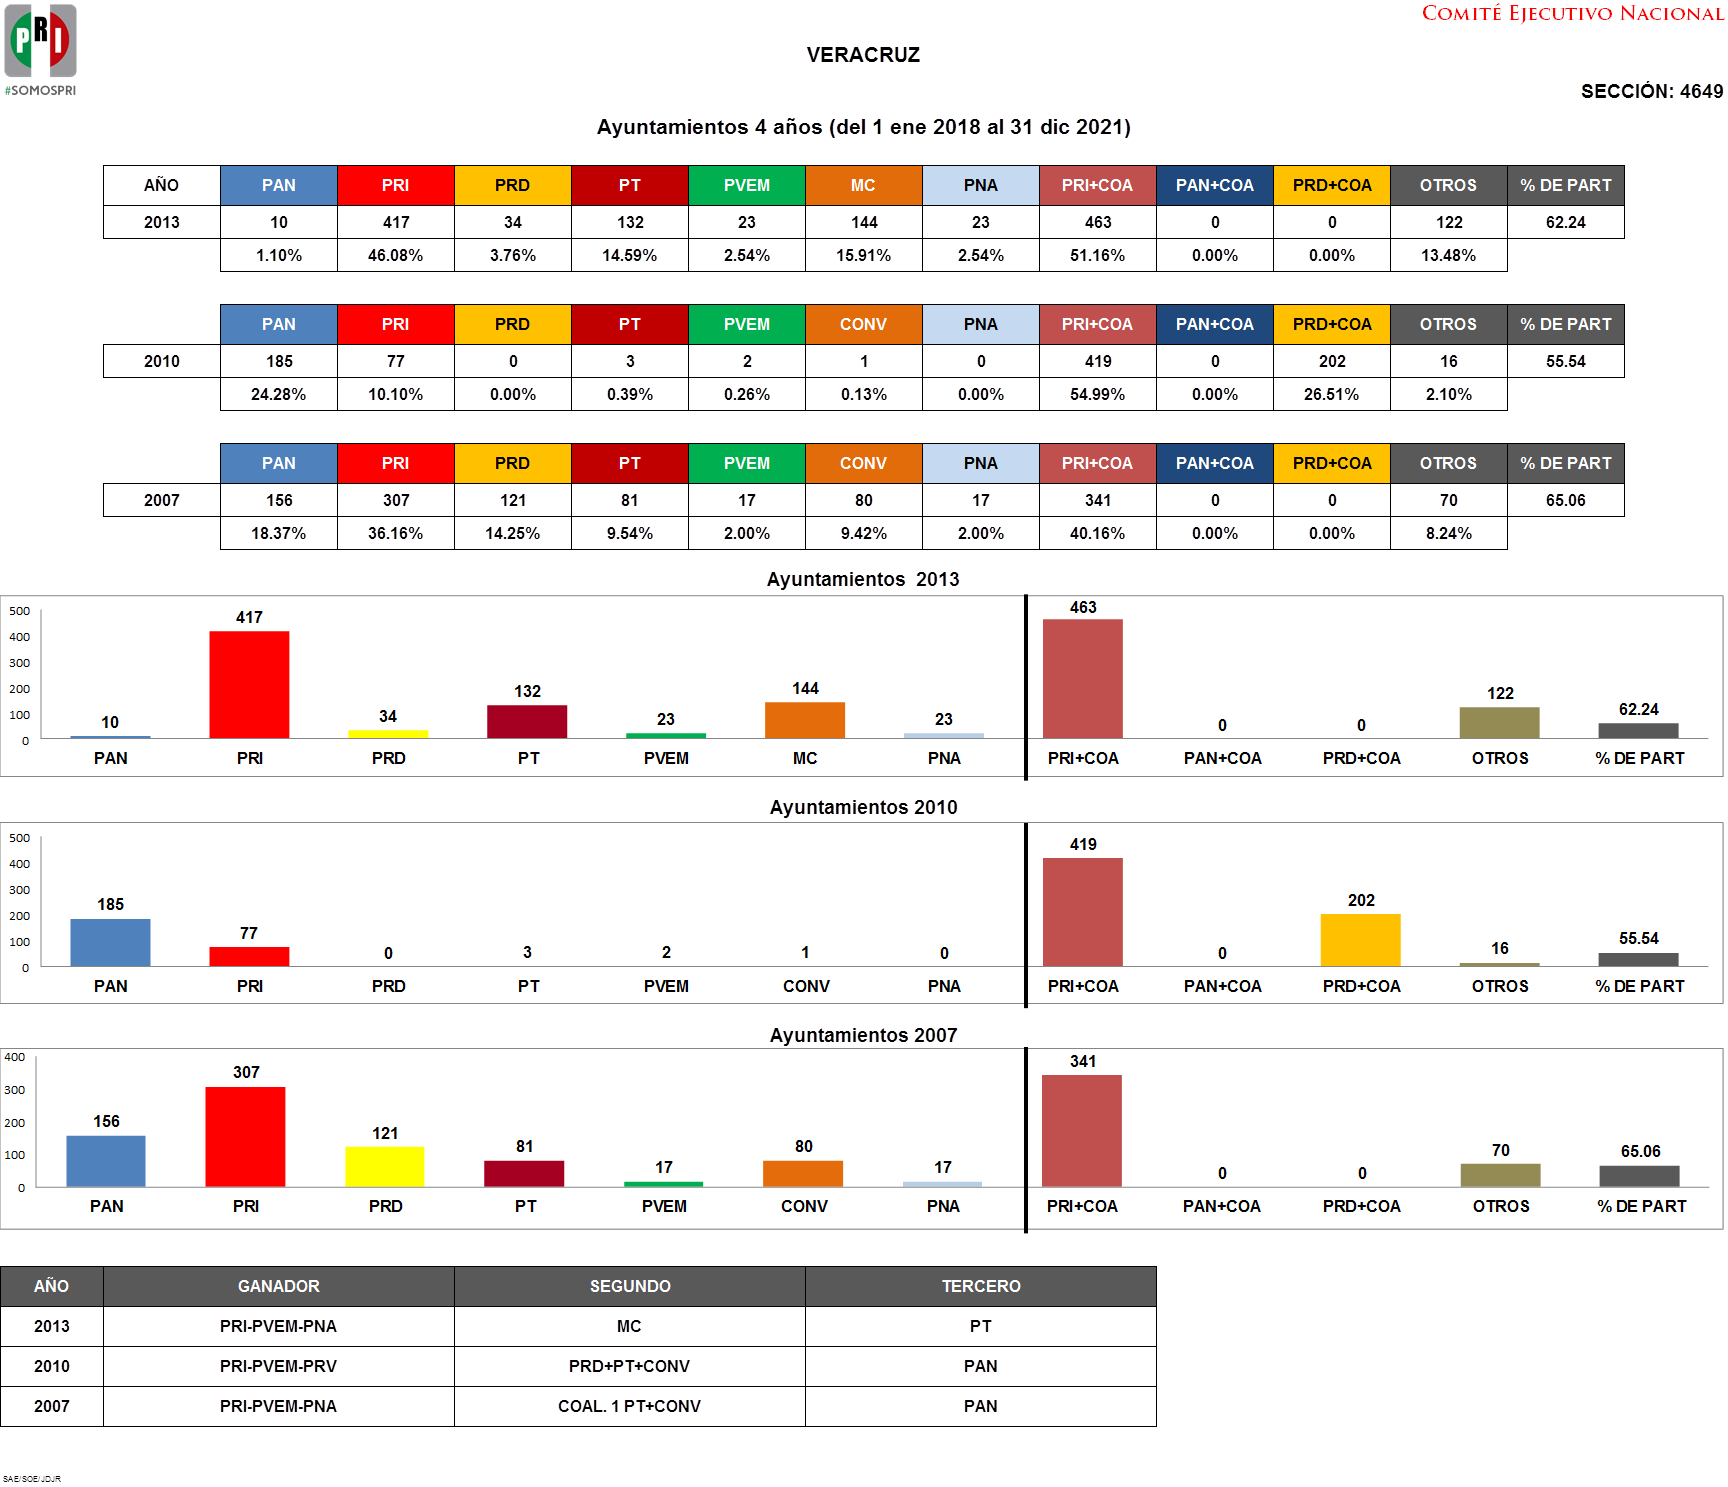 PRI
#SOMOSPRI
COMITÉ EJECUTIVO NACIONAL
VERACRUZ
SECCIÓN: 4649
Ayuntamientos 4 años (del 1 ene 2018 al 31 dic 2021)
AÑO PAN PRI PRD PT PVEM MC PNA PRI+COA PAN+COA PRD+COA OTROS % DE PART
2013 10 417 34 132 23 144 23 463 0 0 122 62.24
1.10% 46.08% 3.76% 14.59% 2.54% 15.91% 2.54% 51.16% 0.00% 0.00% 13.48%
PAN PRI PRD PT PVEM CONV PNA PRI+COA PAN+COA PRD+COA OTROS % DE PART
2010 185 77 0 3 2 1 0 419 0 202 16 55.54
24.28% 10.10% 0.00% 0.39% 0.26% 0.13% 0.00% 54.99% 0.00% 26.51% 2.10%
PAN PRI PRD PT PVEM CONV PNA PRI+COA PAN+COA PRD+COA OTROS % DE PART
2007 156 307 121 81 17 80 17 341 0 0 70 65.06
18.37% 36.16% 14.25% 9.54% 2.00% 9.42% 2.00% 40.16% 0.00% 0.00% 8.24%
Ayuntamientos 2013
500
400
300
200
100
0
10 417 34 132 23 144 23 463 0 0 122 62.24
PAN PRI PRD PT PVEM MC PNA PRI+COA PAN+COA PRD+COA OTROS % DE PART
Ayuntamientos 2010
500
400
300
200
100
0
185 77 0 3 2 1 0 419 0 202 16 55.54
PAN PRI PRD PT PVEM CONV PNA PRI+COA PAN+COA PRD+COA OTROS % DE PART
Ayuntamientos 2007
400
300
200
100
0
156 307 121 81 17 80 17 341 0 0 70 65.06
PAN PRI PRD PT PVEM CONV PNA PRI+COA PAN+COA PRD+COA OTROS % DE PART
AÑO GANADOR SEGUNDO TERCERO
2013 PRI-PVEM-PNA MC PT
2010 PRI-PVEM-PRV PRD+PT+CONV PAN
2007 PRI-PVEM-PNA COAL. 1 PT+CONV PAN
SAE/SOE/JDJR